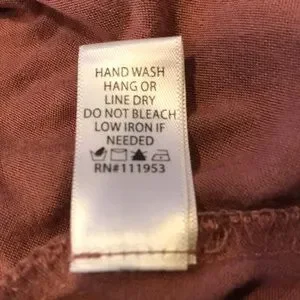 HAND WASH
HANG OR
LINE DRY
DO NOT BLEACH
LOW IRON IF
NEEDED
RN#111953